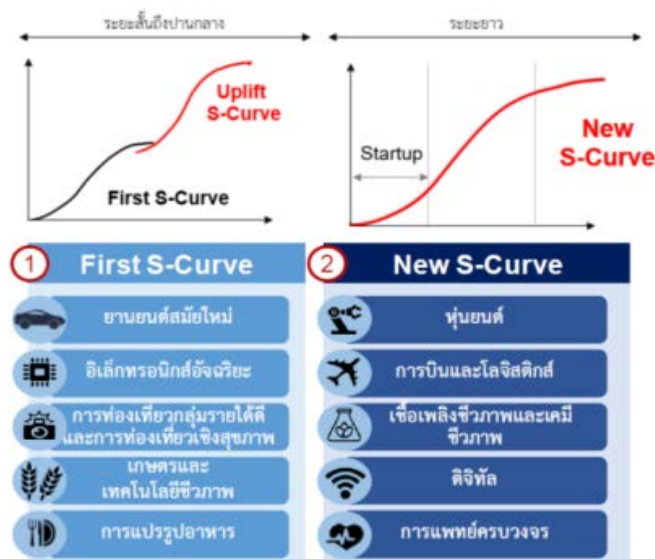 ระยะสั้นถึงปานกลาง
ระยะยาว
Uplift
S-Curve
First S-Curve
Startup
New
S-Curve
1 First S-Curve
ยานยนต์สมัยใหม่
อิเล็กทรอนิกส์อัจฉริยะ
การท่องเที่ยวกลุ่มรายได้ดี
และการท่องเที่ยวเชิงสุขภาพ
เกษตรและ
เทคโนโลยีชีวภาพ
การแปรรูปอาหาร
2 New S-Curve
หุ่นยนต์
การบินและโลจิสติกส์
เชื้อเพลิงชีวภาพและเคมี
ชีวภาพ
ดิจิทัล
การแพทย์ครบวงจร